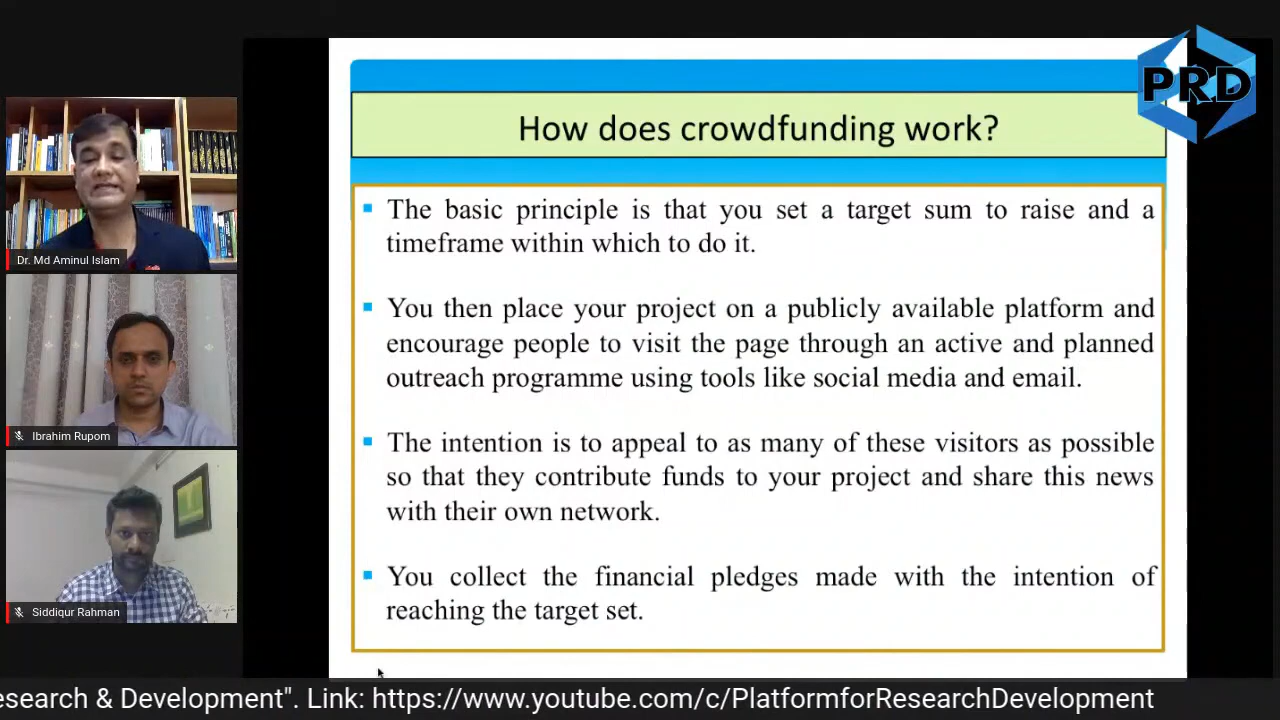 PRD
How does crowdfunding work?
The basic principle is that you set a target sum to raise and a
timeframe within which to do it.
You then place your project on a publicly available platform and
encourage people to visit the page through an active and planned
outreach programme using tools like social media and email.
The intention is to appeal to as many of these visitors as possible
so that they contribute funds to your project and share this news
with their own network.
You collect the financial pledges made with the intention of
reaching the target set.
Dr. Md Aminul Islam
Ibrahim Rupom
Siddiqur Rahman
esearch & Development". Link: https://www.youtube.com/c/PlatformforResearchDevelopment